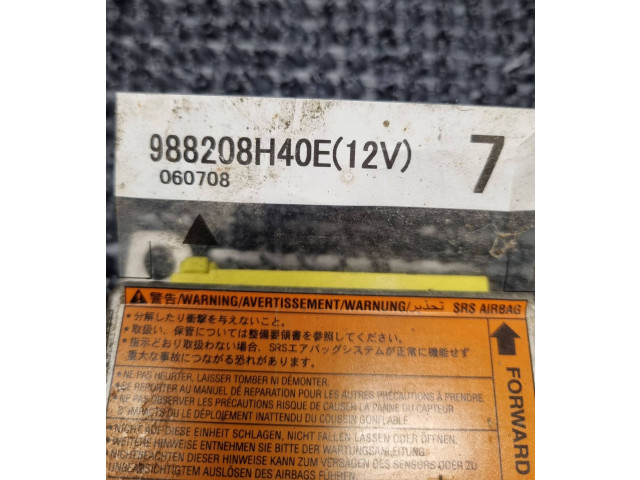 988208H40E(12V) 7
060708
警告/WARNING/AVERTISSEMENT/WARNUNG/تحذير SRS AIRBAG
*分解したり衝撃を与えないこと。
*取扱い、保管については整備要領書を参照してください。
*指示どおり取扱わない場合、SRSエアバッグシステムが正常に機能せず
重大な事故につながる恐れがあります。
*NE PAS HEURTER, LAISSER TOMBER NI DÉMONTER.
*SE REPORTER AU MANUEL DE RÉPARATION POUR LES AUTRES PRÉCAUTIONS À PRENDRE
*NE PAS OBSERVER LES PRÉCAUTIONS RISQUE DE CAUSER LA PANNE DU CAPTEUR
D'IMPACTS OU LE DÉPLOIEMENT INATTENDU DU COUSSIN GONFLABLE.
*NICHT AUF DIESE EINHEIT SCHLAGEN, NICHT FALLEN LASSEN ODER ÖFFNEN.
WEITERE HINWEISE ENTNEHMEN SIE BITTE DER WARTUNGSANLEITUNG.
DIESER HINWEISE KANN ZUM VERSAGEN DES SENSORS ODER ZU
UNBEABSICHTIGTEM AUSLÖSEN DES AIRBAGS FÜHREN.
FORWARD